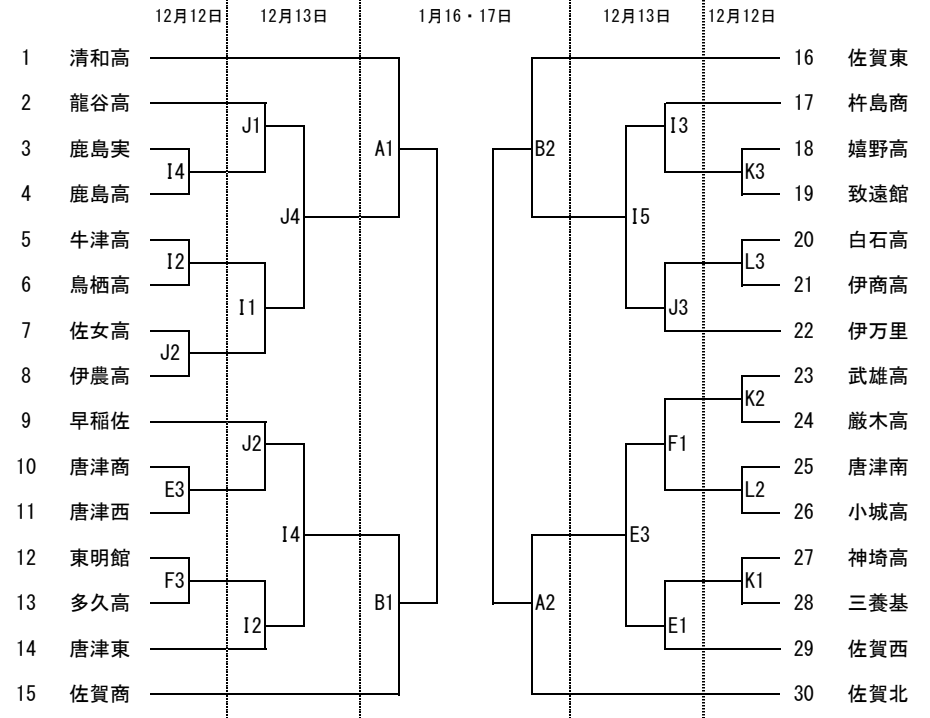 12月12日 12月13日 1月16・17日 12月13日 12月12日
1 清和高 16 佐賀東
2 龍谷高 17 杵島商
J1 I3
3 鹿島実 A1 B2 18 嬉野高
I4 K3
4 鹿島高 19 致遠館
J4 I5
5 牛津高 20 白石高
I2 L3
6 鳥栖高 21 伊商高
I1 J3
7 佐女高 22 伊万里
J2
8 伊農高 23 武雄高
K2
9 早稲佐 24 厳木高
J2 F1
10 唐津商 25 唐津南
E3 L2
11 唐津西 26 小城高
I4 E3
12 東明館 27 神埼高
F3 K1
13 多久高 B1 A2 28 三養基
I2 E1
14 唐津東 29 佐賀西
15 佐賀商 30 佐賀北